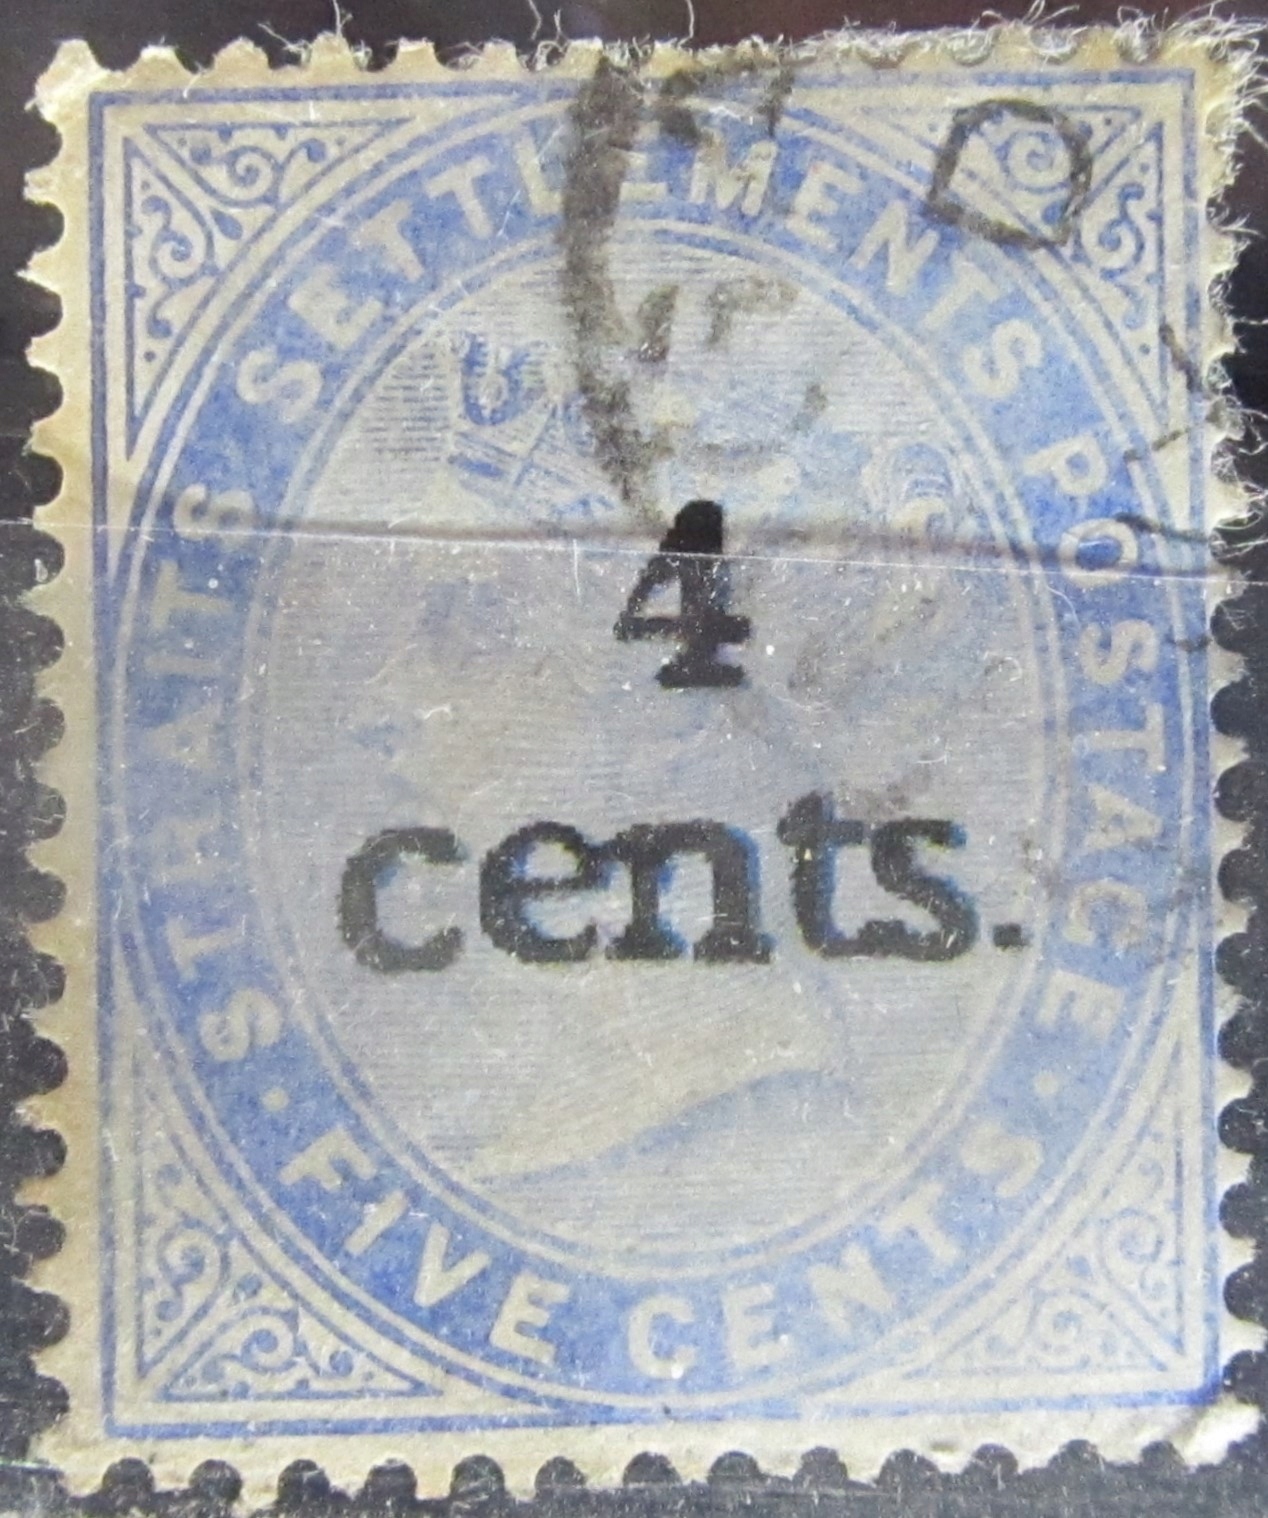 STRAITS SETTLEMENTS POSTAGE
4
cents.
FIVE CENTS
D